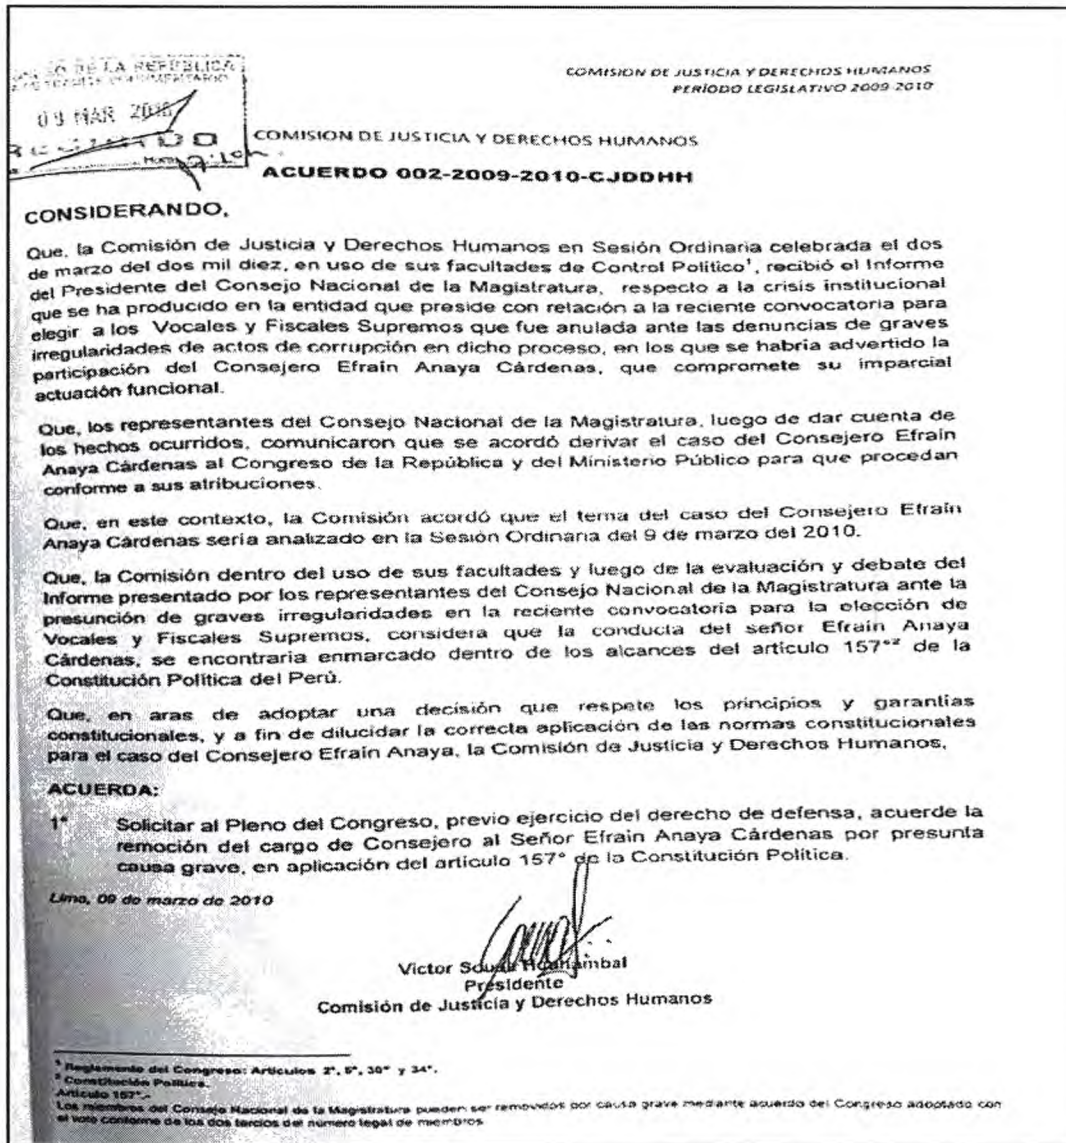 DE LA REPUBLICA
09 MAR
COMISION DE JUSTICIA Y DERECHOS HUMANOS
PERÍODO LEGISLATIVO 2009-2010
COMISION DE JUSTICIA Y DERECHOS HUMANOS
ACUERDO 002-2009-2010-CJDDHH
CONSIDERANDO,
Que, la Comisión de Justicia y Derechos Humanos en Sesión Ordinaria celebrada el dos
de marzo del dos mil diez, en uso de sus facultades de Control Político¹, recibió el Informe
del Presidente del Consejo Nacional de la Magistratura, respecto a la crisis institucional
que se ha producido en la entidad que preside con relación a la reciente convocatoria para
elegir a los Vocales y Fiscales Supremos que fue anulada ante las denuncias de graves
irregularidades de actos de corrupción en dicho proceso, en los que se habría advertido la
participación del Consejero Efraín Anaya Cárdenas, que compromete su imparcial
actuación funcional.
Que, los representantes del Consejo Nacional de la Magistratura, luego de dar cuenta de
los hechos ocurridos, comunicaron que se acordó derivar el caso del Consejero Efraín
Anaya Cárdenas al Congreso de la República y del Ministerio Público para que procedan
conforme a sus atribuciones.
Que, en este contexto, la Comisión acordó que el tema del caso del Consejero Efraín
Anaya Cárdenas sería analizado en la Sesión Ordinaria del 9 de marzo del 2010.
Que, la Comisión dentro del uso de sus facultades y luego de la evaluación y debate del
Informe presentado por los representantes del Consejo Nacional de la Magistratura ante la
presunción de graves irregularidades en la reciente convocatoria para la elección de
Vocales y Fiscales Supremos, considera que la conducta del señor Efraín Anaya
Cárdenas, se encontraría enmarcado dentro de los alcances del artículo 157°² de la
Constitución Política del Perú.
Que, en aras de adoptar una decisión que respete los principios y garantías
constitucionales, y a fin de dilucidar la correcta aplicación de las normas constitucionales
para el caso del Consejero Efraín Anaya, la Comisión de Justicia y Derechos Humanos,
ACUERDA:
1° Solicitar al Pleno del Congreso, previo ejercicio del derecho de defensa, acuerde la
remoción del cargo de Consejero al Señor Efraín Anaya Cárdenas por presunta
causa grave, en aplicación del artículo 157° de la Constitución Política.
Lima, 09 de marzo de 2010
Victor
Presidente
Comisión de Justicia y Derechos Humanos
¹ Reglamento del Congreso: Artículos 2°, 5°, 30° y 34°.
² Constitución Política.
Artículo 157°.-
Los miembros del Consejo Nacional de la Magistratura pueden ser removidos por causa grave mediante acuerdo del Congreso adoptado con
el voto conforme de los dos tercios del número legal de miembros